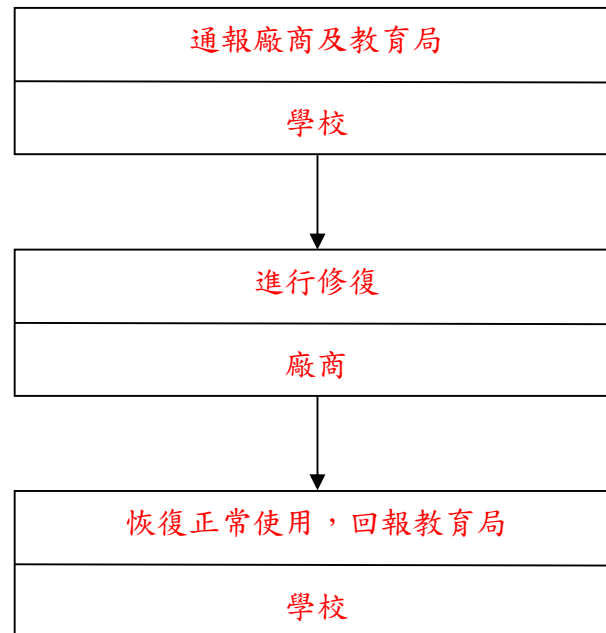 通報廠商及教育局
學校
進行修復
廠商
恢復正常使用，回報教育局
學校